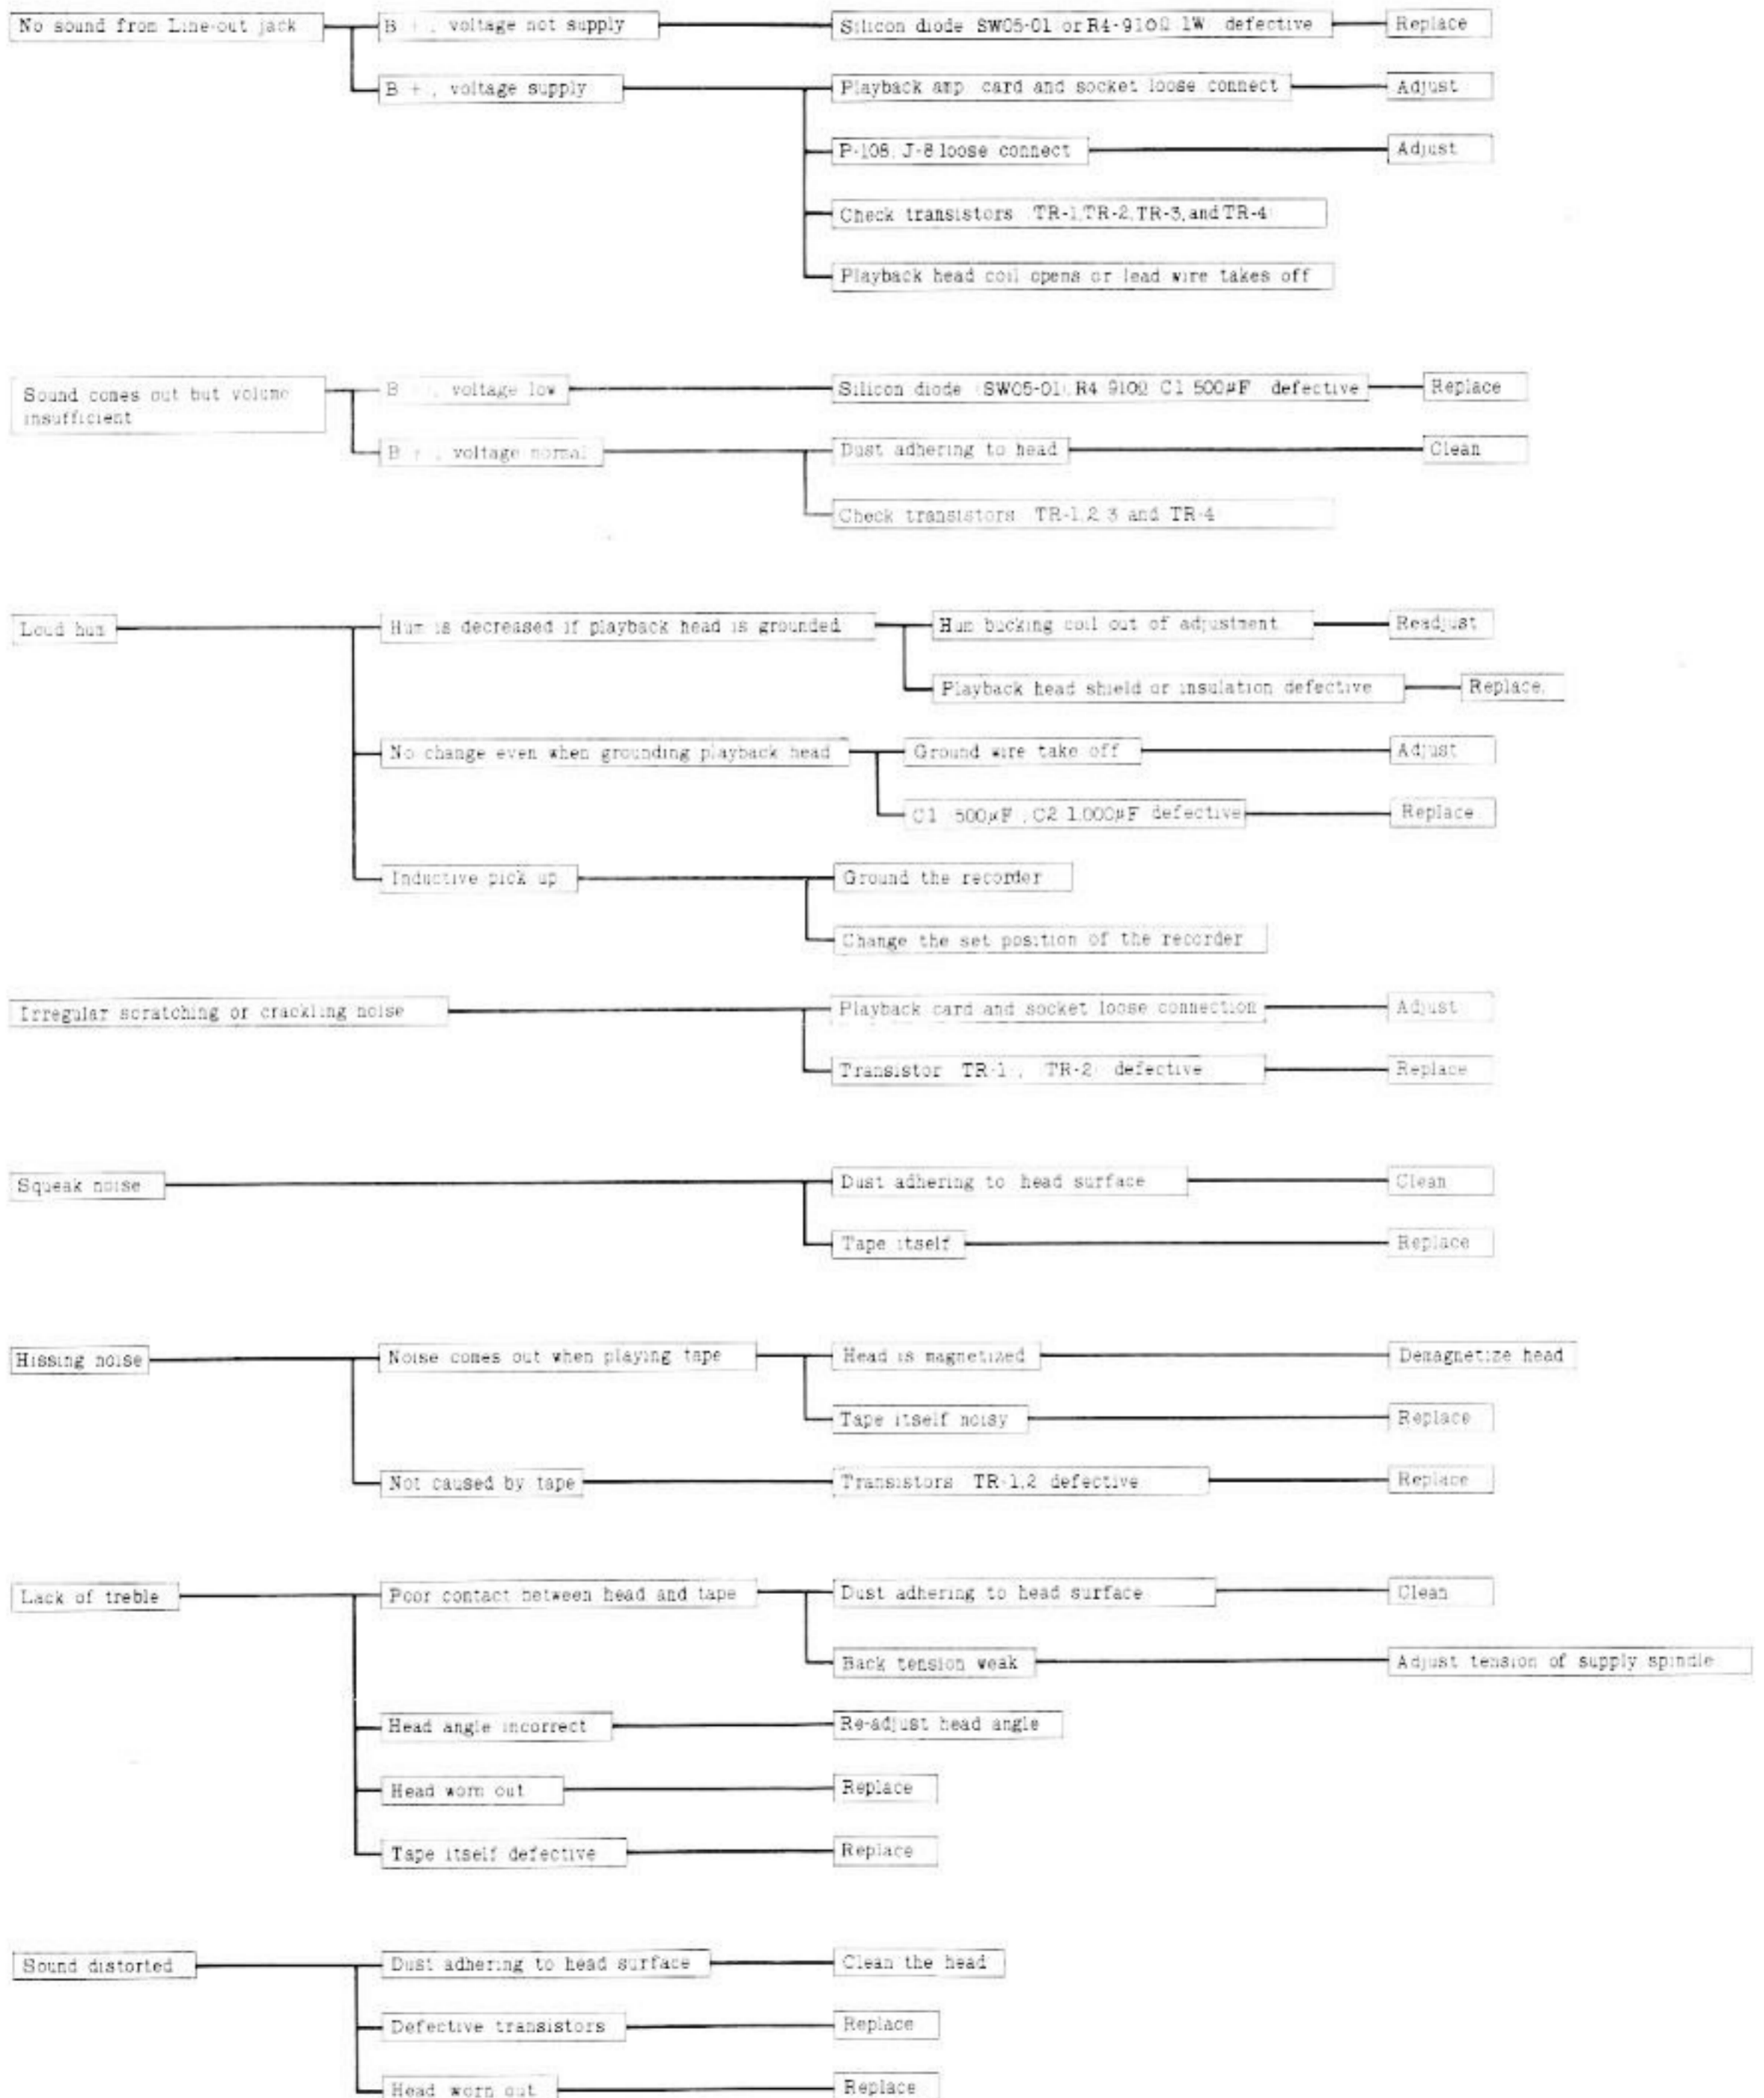 No sound from Line-out jack
B + , voltage not supply
Silicon diode SW05-01 or R4-910Ω 1W defective
Replace
B + , voltage supply
Playback amp card and socket loose connect
Adjust
P-108, J-8 loose connect
Adjust
Check transistors TR-1,TR-2,TR-3,and TR-4
Playback head coil opens or lead wire takes off
Sound comes out but volume
insufficient
B + , voltage low
Silicon diode (SW05-01), R4 910Ω C1 500μF defective
Replace
B + , voltage normal
Dust adhering to head
Clean
Check transistors TR-1,2 3 and TR-4
Loud hum
Hum is decreased if playback head is grounded
Hum bucking coil out of adjustment
Readjust
Playback head shield or insulation defective
Replace.
No change even when grounding playback head
Ground wire take off
Adjust
C1 500μF , C2 1.000μF defective
Replace
Inductive pick up
Ground the recorder
Change the set position of the recorder
Irregular scratching or crackling noise
Playback card and socket loose connection
Adjust
Transistor TR-1 , TR-2 defective
Replace
Squeak noise
Dust adhering to head surface
Clean
Tape itself
Replace
Hissing noise
Noise comes out when playing tape
Head is magnetized
Demagnetize head
Tape itself noisy
Replace
Not caused by tape
Transistors TR-1,2 defective
Replace
Lack of treble
Poor contact between head and tape
Dust adhering to head surface
Clean
Back tension weak
Adjust tension of supply spindle
Head angle incorrect
Re-adjust head angle
Head worn out
Replace
Tape itself defective
Replace
Sound distorted
Dust adhering to head surface
Clean the head
Defective transistors
Replace
Head worn out
Replace